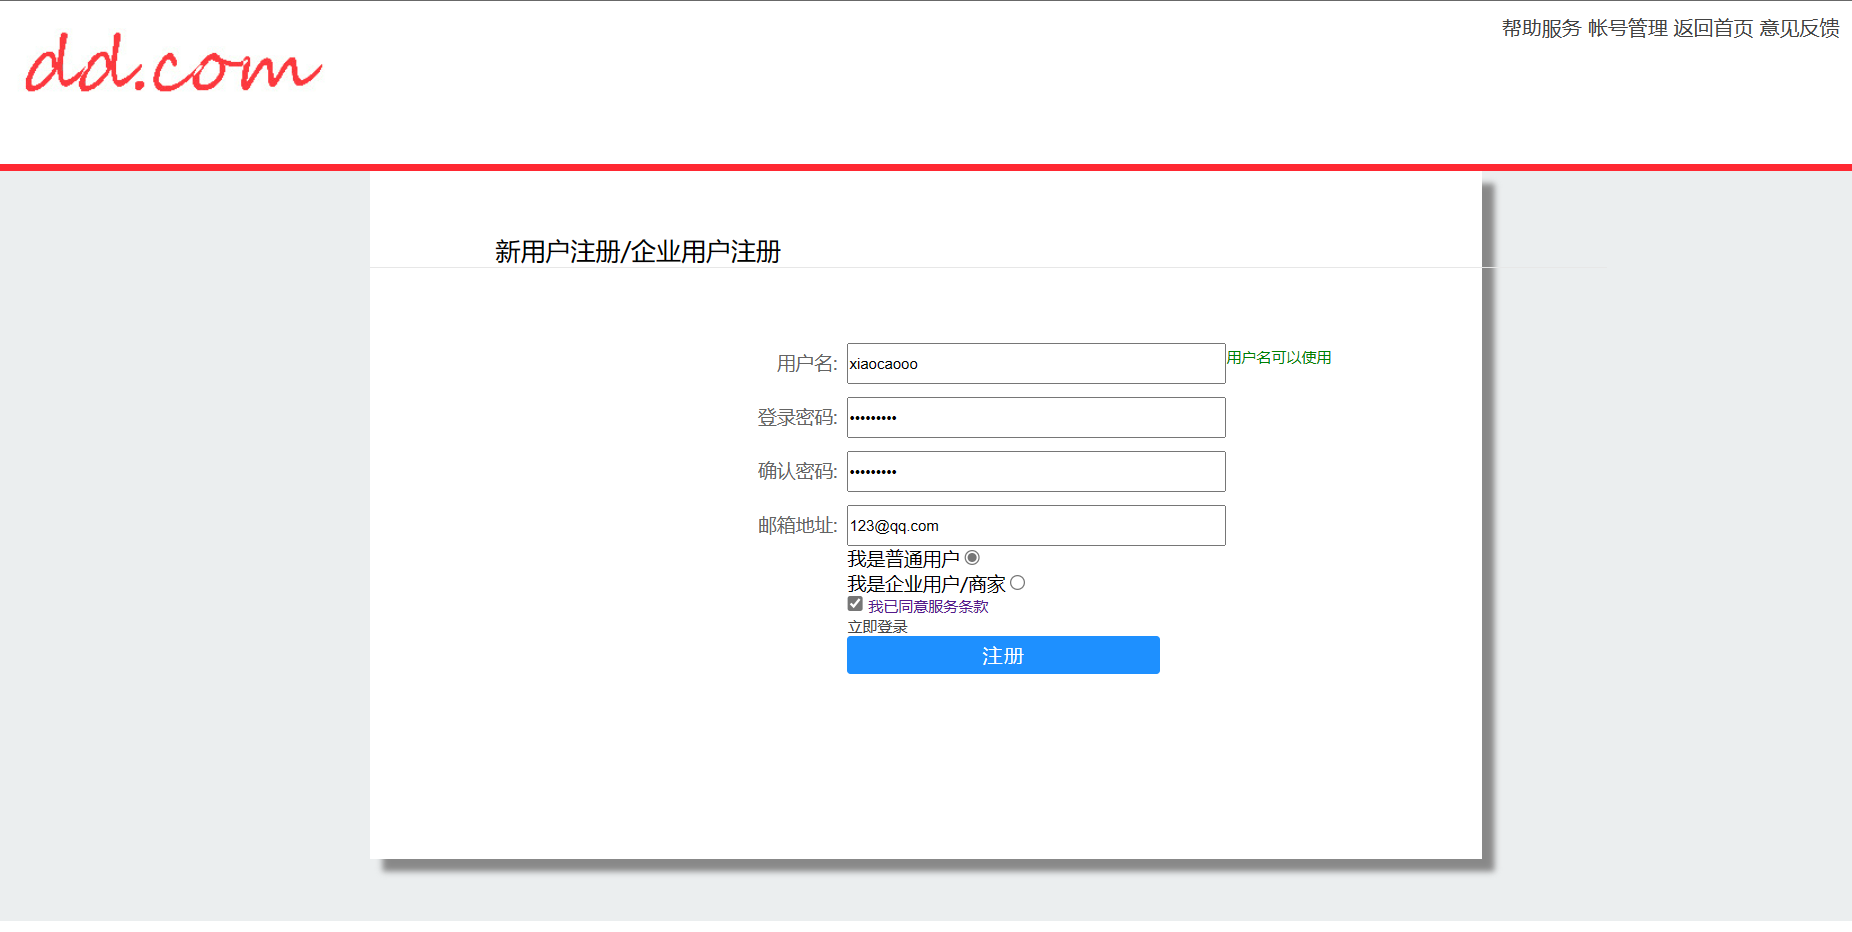 dd.com
帮助服务 帐号管理 返回首页 意见反馈
新用户注册/企业用户注册
用户名: xiaocaooo 用户名可以使用
登录密码: •••••••••
确认密码: •••••••••
邮箱地址: 123@qq.com
我是普通用户
我是企业用户/商家
我已同意服务条款
立即登录
注册